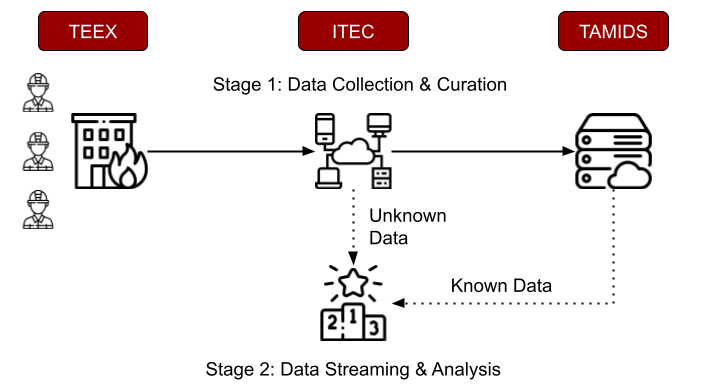 TEEX
ITEC
TAMIDS
Stage 1: Data Collection & Curation
Unknown
Data
Known Data
2 1 3
Stage 2: Data Streaming & Analysis